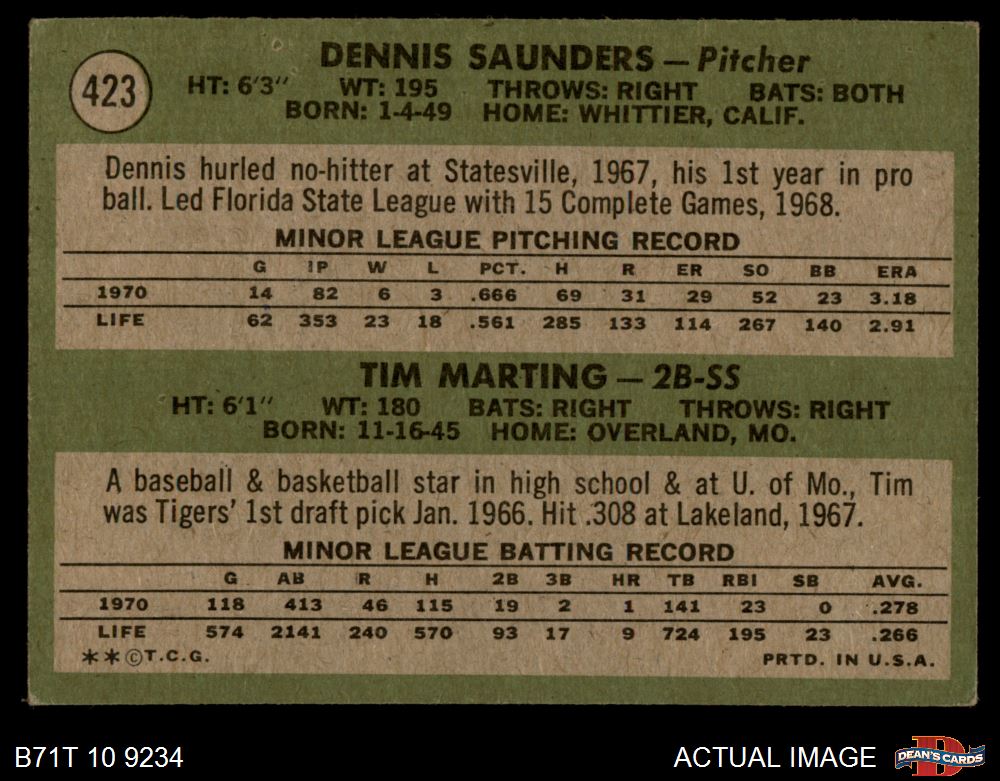 423
DENNIS SAUNDERS — Pitcher
HT: 6'3" WT: 195 THROWS: RIGHT BATS: BOTH
BORN: 1-4-49 HOME: WHITTIER, CALIF.
Dennis hurled no-hitter at Statesville, 1967, his 1st year in pro
ball. Led Florida State League with 15 Complete Games, 1968.
MINOR LEAGUE PITCHING RECORD
G IP W L PCT. H R ER SO BB ERA
1970 14 82 6 3 .666 69 31 29 52 23 3.18
LIFE 62 353 23 18 .561 285 133 114 267 140 2.91
TIM MARTING — 2B-SS
HT: 6'1" WT: 180 BATS: RIGHT THROWS: RIGHT
BORN: 11-16-45 HOME: OVERLAND, MO.
A baseball & basketball star in high school & at U. of Mo., Tim
was Tigers' 1st draft pick Jan. 1966. Hit .308 at Lakeland, 1967.
MINOR LEAGUE BATTING RECORD
G AB R H 2B 3B HR TB RBI SB AVG.
1970 118 413 46 115 19 2 1 141 23 0 .278
LIFE 574 2141 240 570 93 17 9 724 195 23 .266
**©T.C.G. PRTD. IN U.S.A.
B71T 10 9234 ACTUAL IMAGE DEAN'S CARDS